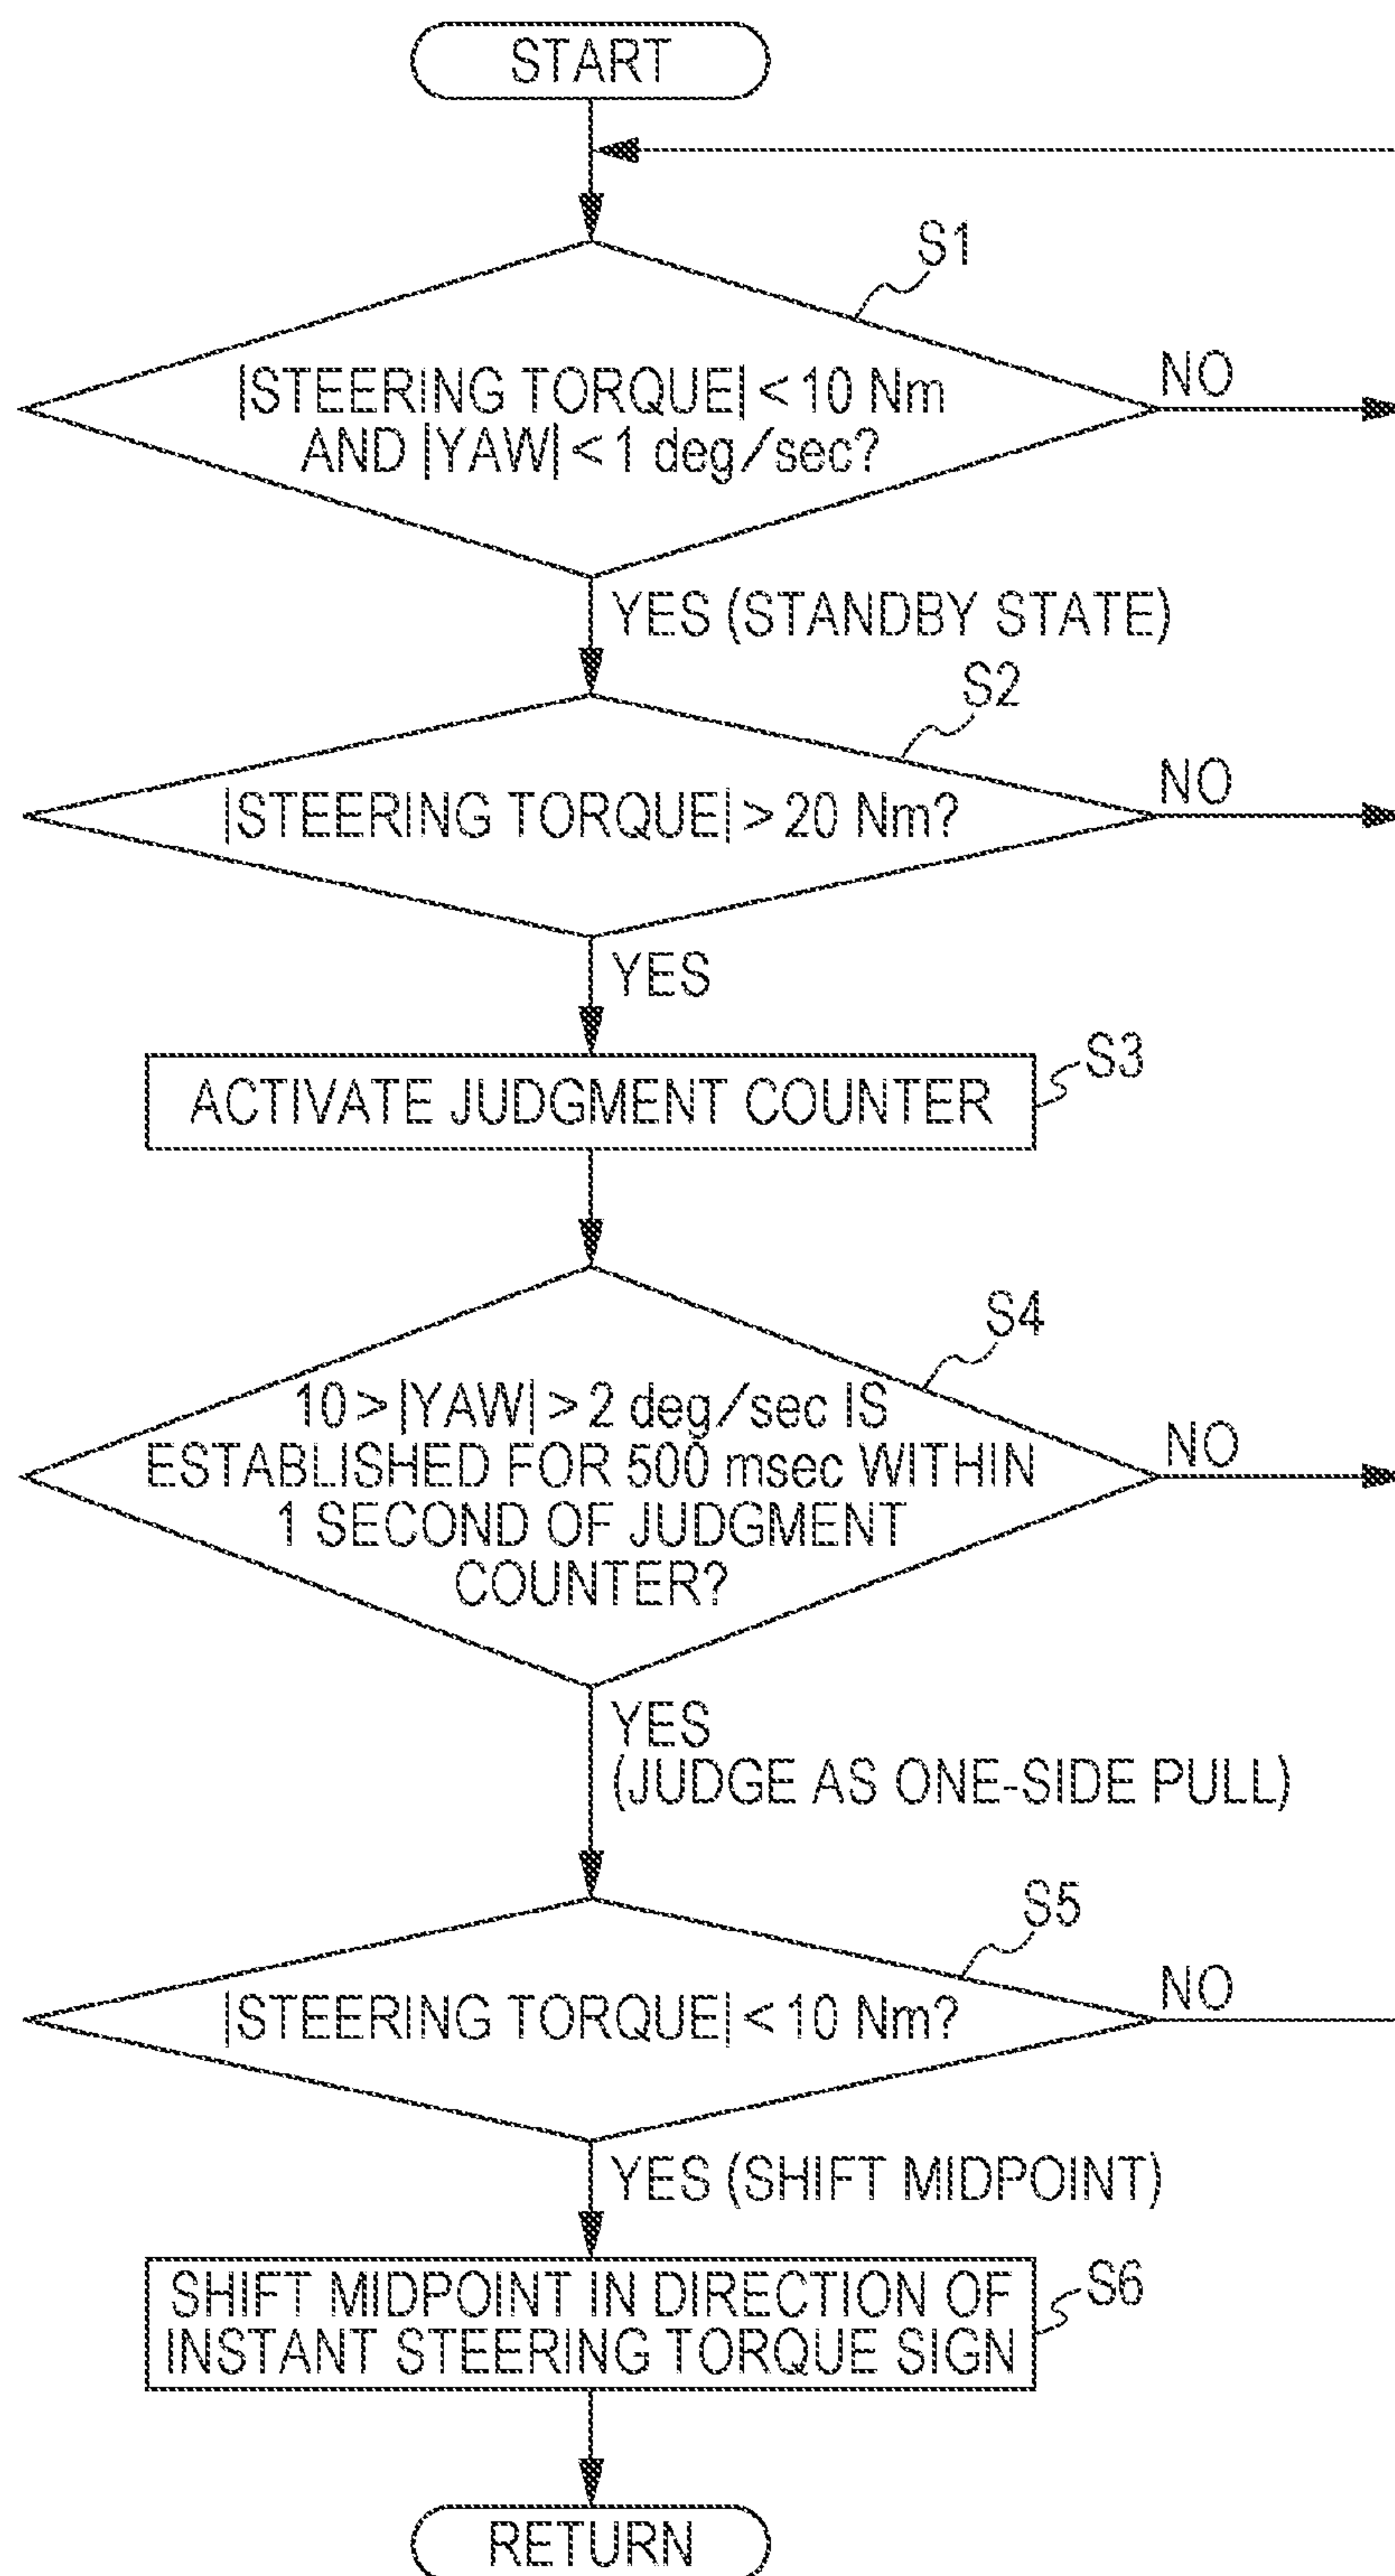 START
S1
|STEERING TORQUE| < 10 Nm
AND |YAW| < 1 deg/sec?
NO
YES (STANDBY STATE)
S2
|STEERING TORQUE| > 20 Nm?
NO
YES
ACTIVATE JUDGMENT COUNTER
S3
S4
10 > |YAW| > 2 deg/sec IS
ESTABLISHED FOR 500 msec WITHIN
1 SECOND OF JUDGMENT
COUNTER?
NO
YES
(JUDGE AS ONE-SIDE PULL)
S5
|STEERING TORQUE| < 10 Nm?
NO
YES (SHIFT MIDPOINT)
SHIFT MIDPOINT IN DIRECTION OF
INSTANT STEERING TORQUE SIGN
S6
RETURN